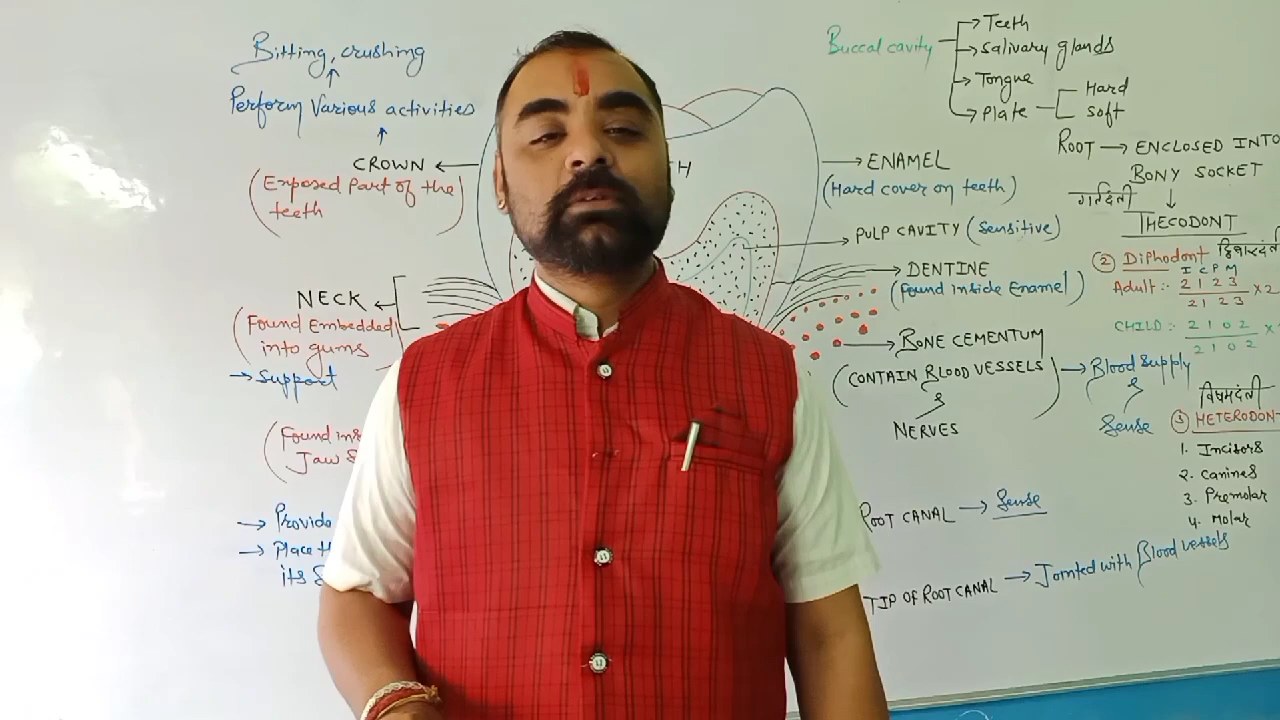 Bitting, crushing
Perform Various activities
CROWN
(Exposed Part of the
teeth)
NECK
(Found Embedded
into gums)
→ Support
(Found
Jaw
→
→ Place
its
H
Buccal cavity
Teeth
Salivary glands
Tongue
Plate
Hard
Soft
ENAMEL
(Hard cover on teeth)
PULP CAVITY (Sensitive)
DENTINE
(Found Inside Enamel)
BONE CEMENTUM
(CONTAIN BLOOD VESSELS
&
NERVES)
→ Blood Supply
&
Sense
ROOT CANAL → Sense
TIP OF ROOT CANAL → Jointed with Blood vessels
ROOT → ENCLOSED INTO
BONY SOCKET
गर्तदंती
THECODONT
② Diphodont द्विबारदंती
I C P M
Adult:- 2 1 2 3 × 2
2 1 2 3
CHILD:- 2 1 0 2 ×
2 1 0 2
विषमदंती
③ HETERODONT
1. Incisors
2. Canines
3. Premolar
4. Molar